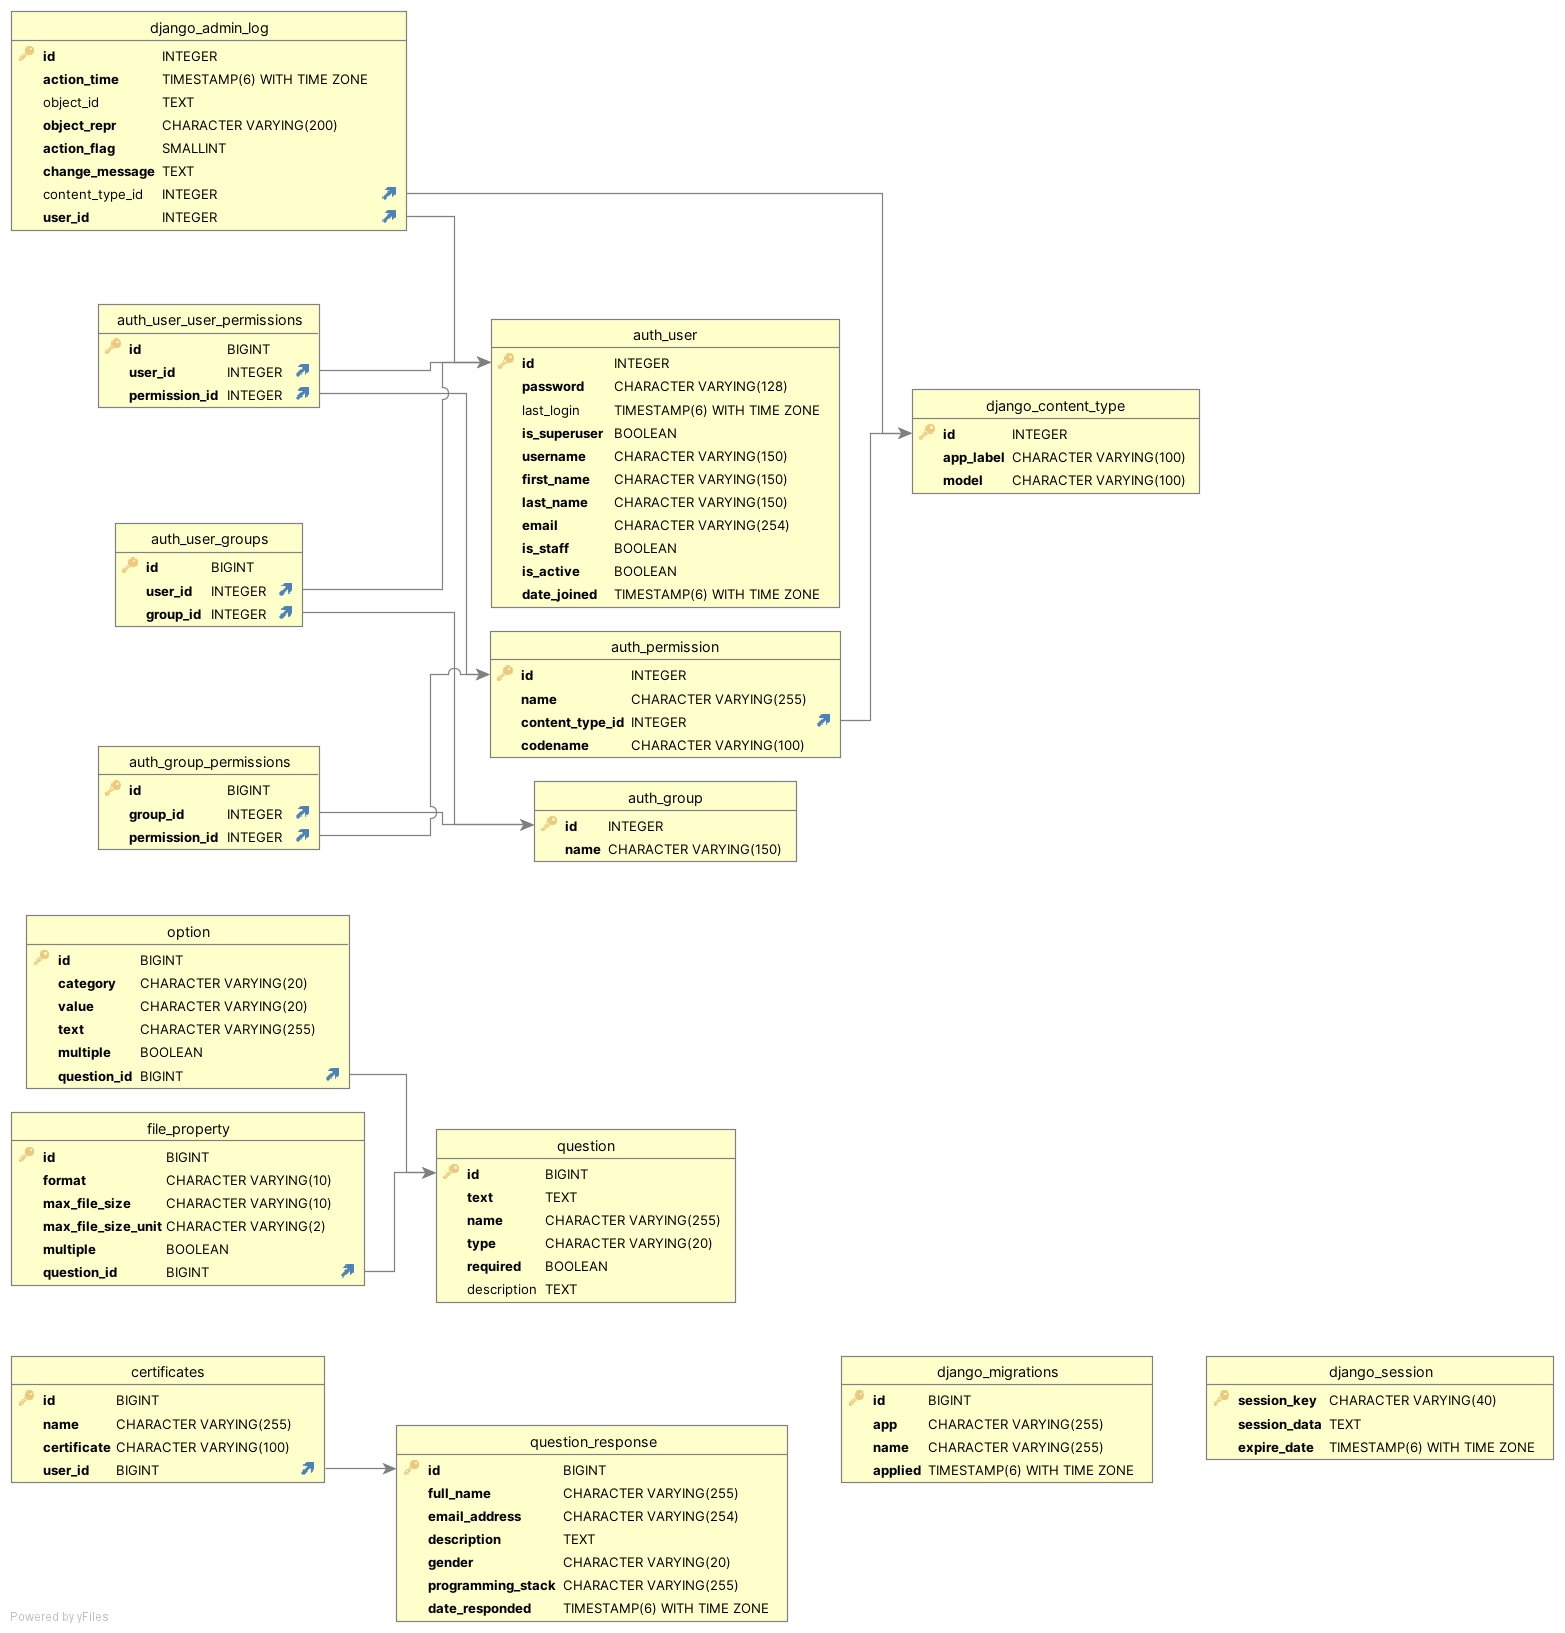 django_admin_log
id INTEGER
action_time TIMESTAMP(6) WITH TIME ZONE
object_id TEXT
object_repr CHARACTER VARYING(200)
action_flag SMALLINT
change_message TEXT
content_type_id INTEGER
user_id INTEGER
auth_user_user_permissions
id BIGINT
user_id INTEGER
permission_id INTEGER
auth_user
id INTEGER
password CHARACTER VARYING(128)
last_login TIMESTAMP(6) WITH TIME ZONE
is_superuser BOOLEAN
username CHARACTER VARYING(150)
first_name CHARACTER VARYING(150)
last_name CHARACTER VARYING(150)
email CHARACTER VARYING(254)
is_staff BOOLEAN
is_active BOOLEAN
date_joined TIMESTAMP(6) WITH TIME ZONE
django_content_type
id INTEGER
app_label CHARACTER VARYING(100)
model CHARACTER VARYING(100)
auth_user_groups
id BIGINT
user_id INTEGER
group_id INTEGER
auth_permission
id INTEGER
name CHARACTER VARYING(255)
content_type_id INTEGER
codename CHARACTER VARYING(100)
auth_group_permissions
id BIGINT
group_id INTEGER
permission_id INTEGER
auth_group
id INTEGER
name CHARACTER VARYING(150)
option
id BIGINT
category CHARACTER VARYING(20)
value CHARACTER VARYING(20)
text CHARACTER VARYING(255)
multiple BOOLEAN
question_id BIGINT
file_property
id BIGINT
format CHARACTER VARYING(10)
max_file_size CHARACTER VARYING(10)
max_file_size_unit CHARACTER VARYING(2)
multiple BOOLEAN
question_id BIGINT
question
id BIGINT
text TEXT
name CHARACTER VARYING(255)
type CHARACTER VARYING(20)
required BOOLEAN
description TEXT
certificates
id BIGINT
name CHARACTER VARYING(255)
certificate CHARACTER VARYING(100)
user_id BIGINT
question_response
id BIGINT
full_name CHARACTER VARYING(255)
email_address CHARACTER VARYING(254)
description TEXT
gender CHARACTER VARYING(20)
programming_stack CHARACTER VARYING(255)
date_responded TIMESTAMP(6) WITH TIME ZONE
django_migrations
id BIGINT
app CHARACTER VARYING(255)
name CHARACTER VARYING(255)
applied TIMESTAMP(6) WITH TIME ZONE
django_session
session_key CHARACTER VARYING(40)
session_data TEXT
expire_date TIMESTAMP(6) WITH TIME ZONE
Powered by yFiles